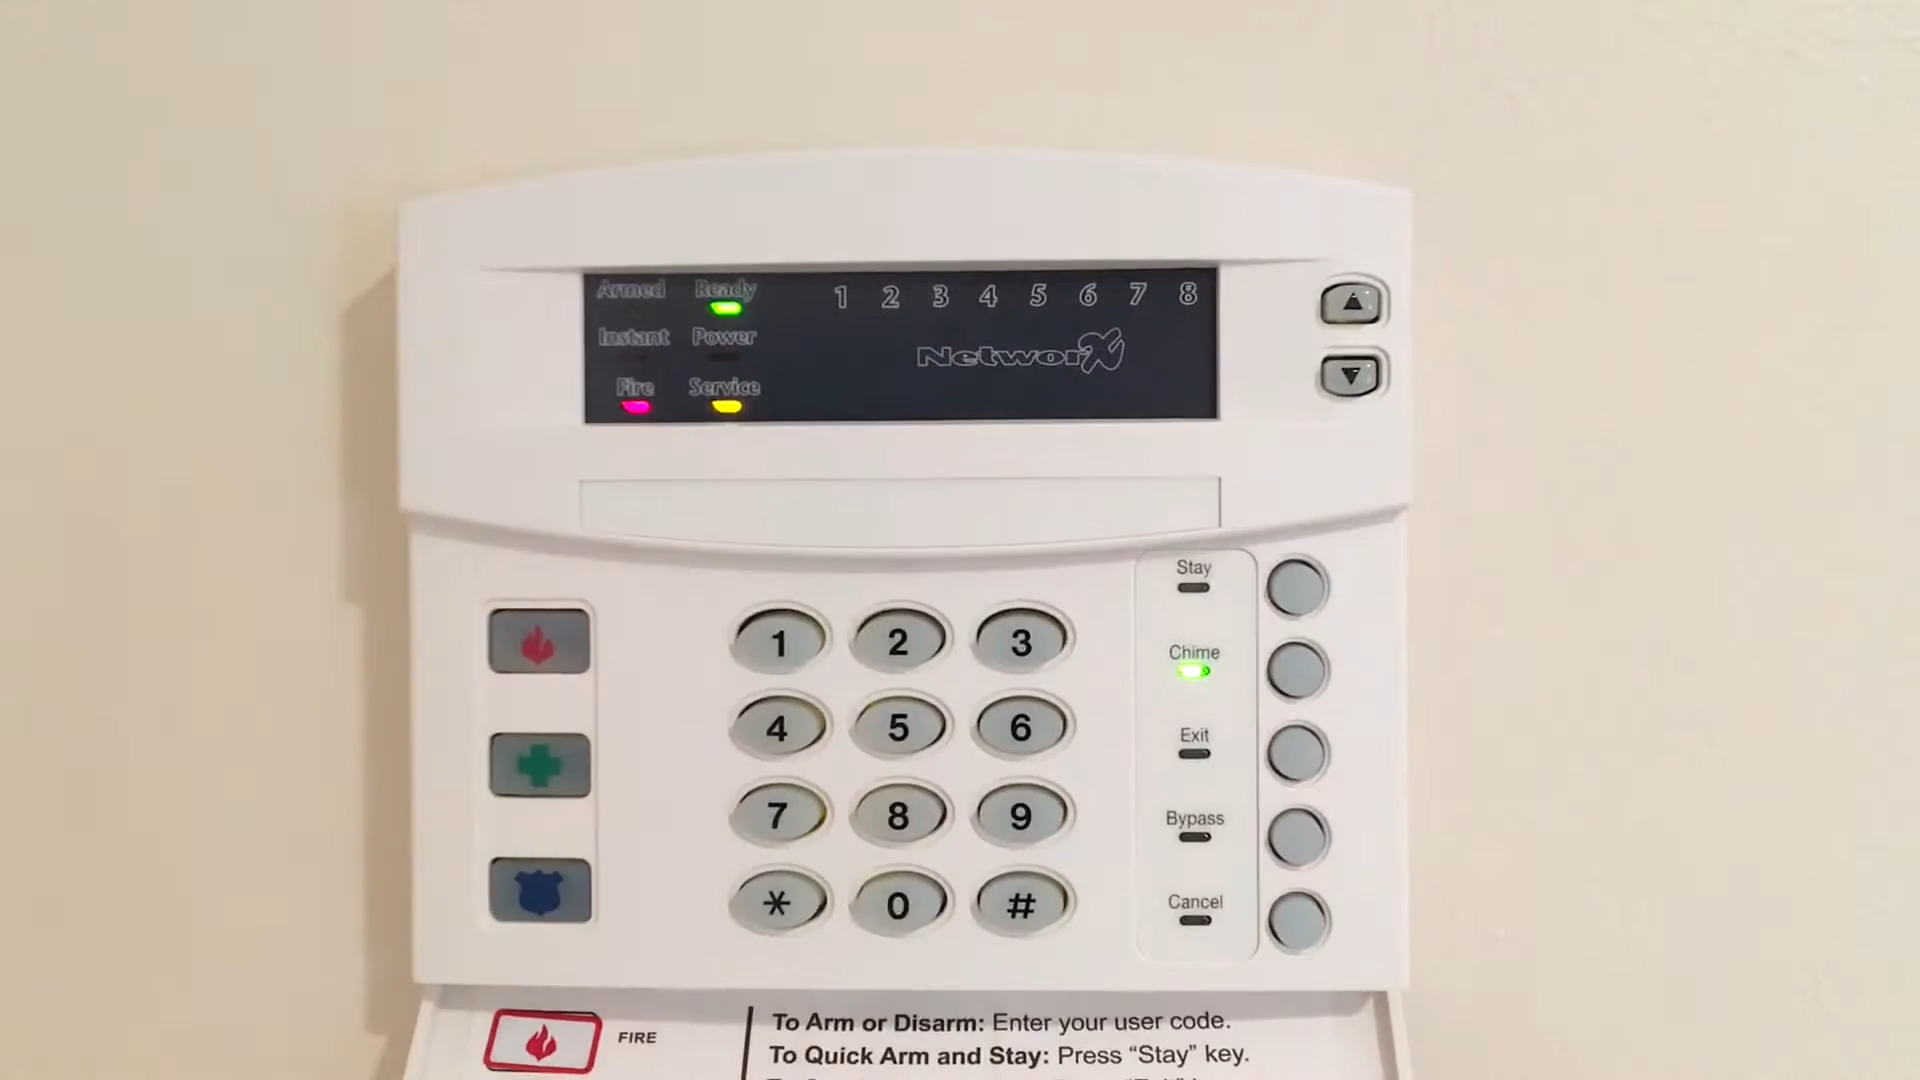 Armed Ready 1 2 3 4 5 6 7 8
Instant Power
NetworX
Fire Service
Stay
1 2 3
Chime
4 5 6
Exit
7 8 9
Bypass
* 0 #
Cancel
FIRE
To Arm or Disarm: Enter your user code.
To Quick Arm and Stay: Press “Stay” key.